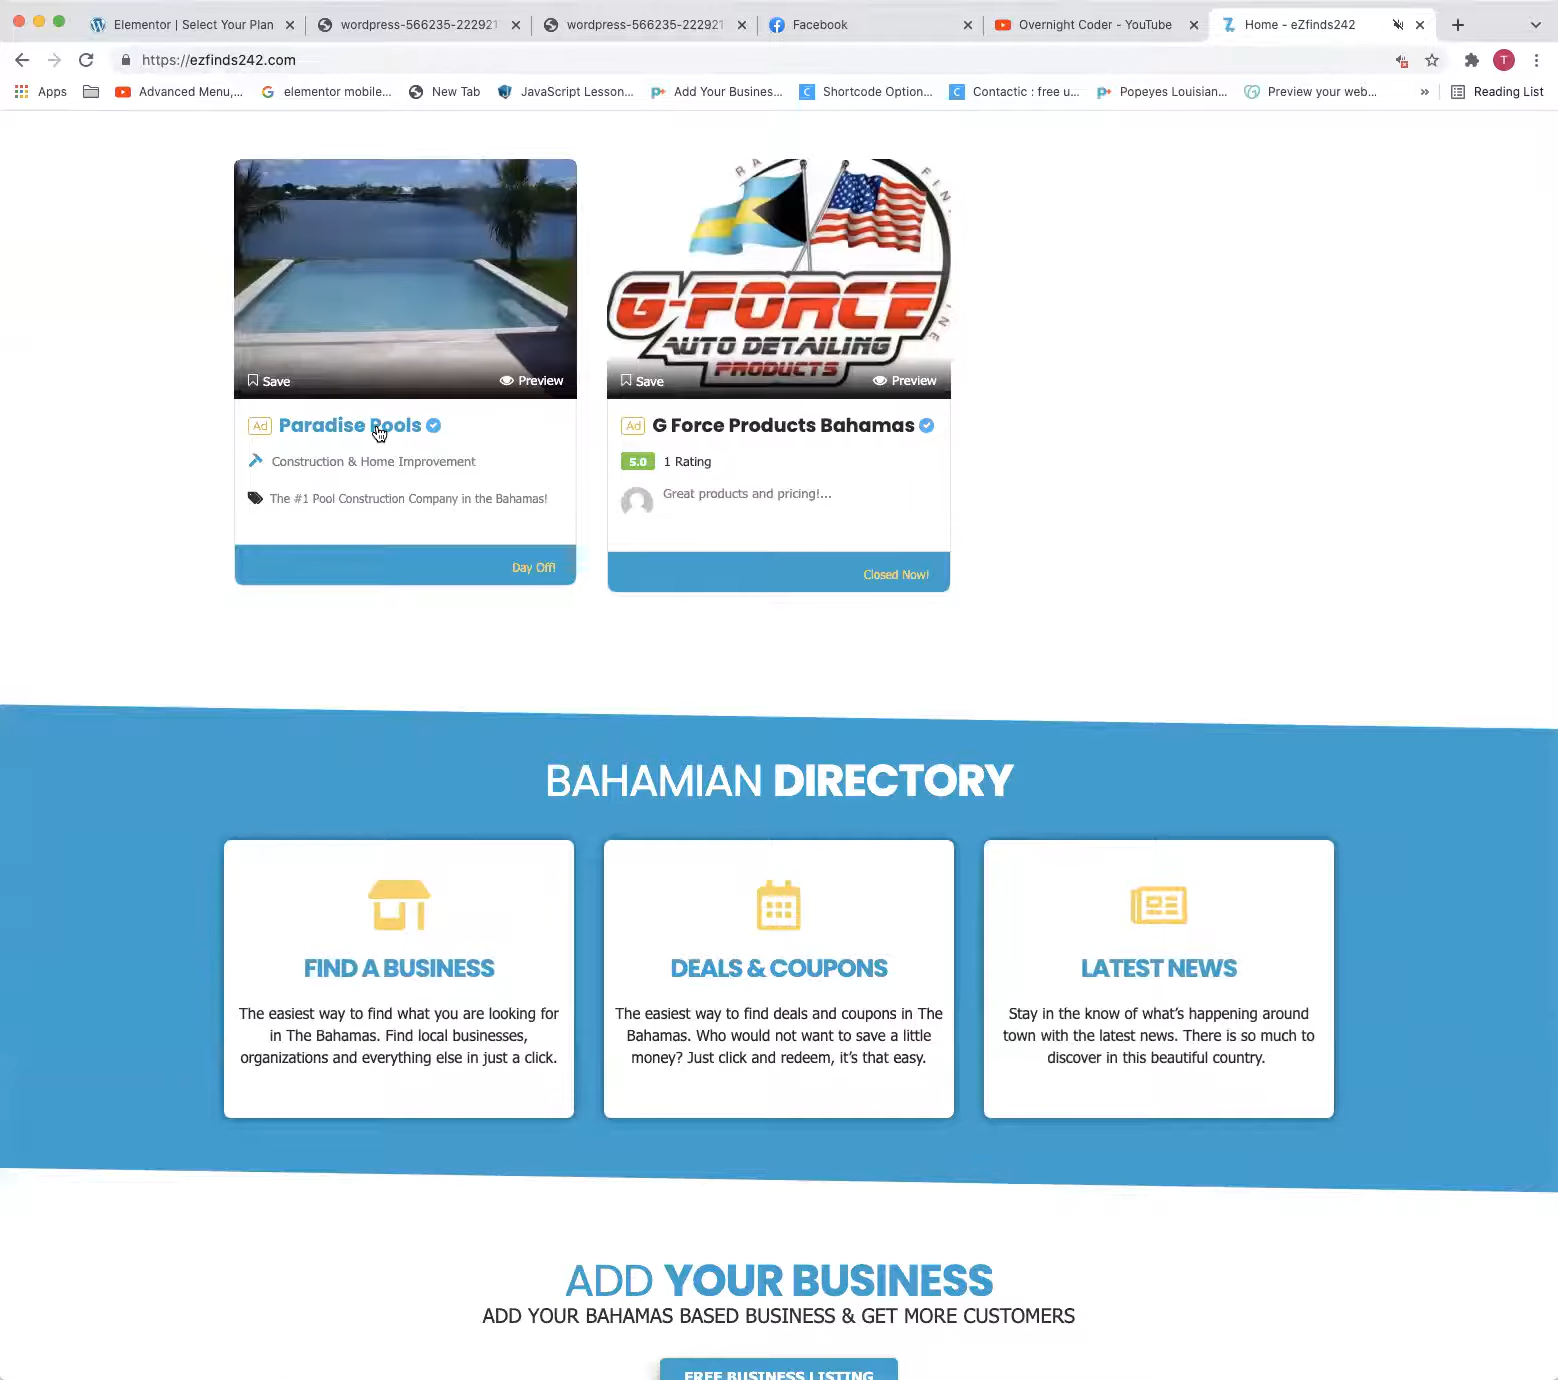 Elementor | Select Your Plan
wordpress-566235-222921
wordpress-566235-222921
Facebook
Overnight Coder - YouTube
Home - eZfinds242
https://ezfinds242.com
T
Apps
Advanced Menu,...
elementor mobile...
New Tab
JavaScript Lesson...
Add Your Busines...
Shortcode Option...
Contactic : free u...
Popeyes Louisian...
Preview your web...
»
Reading List
Save
Preview
G-FORCE
AUTO DETAILING
PRODUCTS
Save
Preview
Ad Paradise Pools
Construction & Home Improvement
The #1 Pool Construction Company in the Bahamas!
Day Off!
Ad G Force Products Bahamas
5.0 1 Rating
Great products and pricing!...
Closed Now!
BAHAMIAN DIRECTORY
FIND A BUSINESS
The easiest way to find what you are looking for
in The Bahamas. Find local businesses,
organizations and everything else in just a click.
DEALS & COUPONS
The easiest way to find deals and coupons in The
Bahamas. Who would not want to save a little
money? Just click and redeem, it's that easy.
LATEST NEWS
Stay in the know of what's happening around
town with the latest news. There is so much to
discover in this beautiful country.
ADD YOUR BUSINESS
ADD YOUR BAHAMAS BASED BUSINESS & GET MORE CUSTOMERS
FREE BUSINESS LISTING